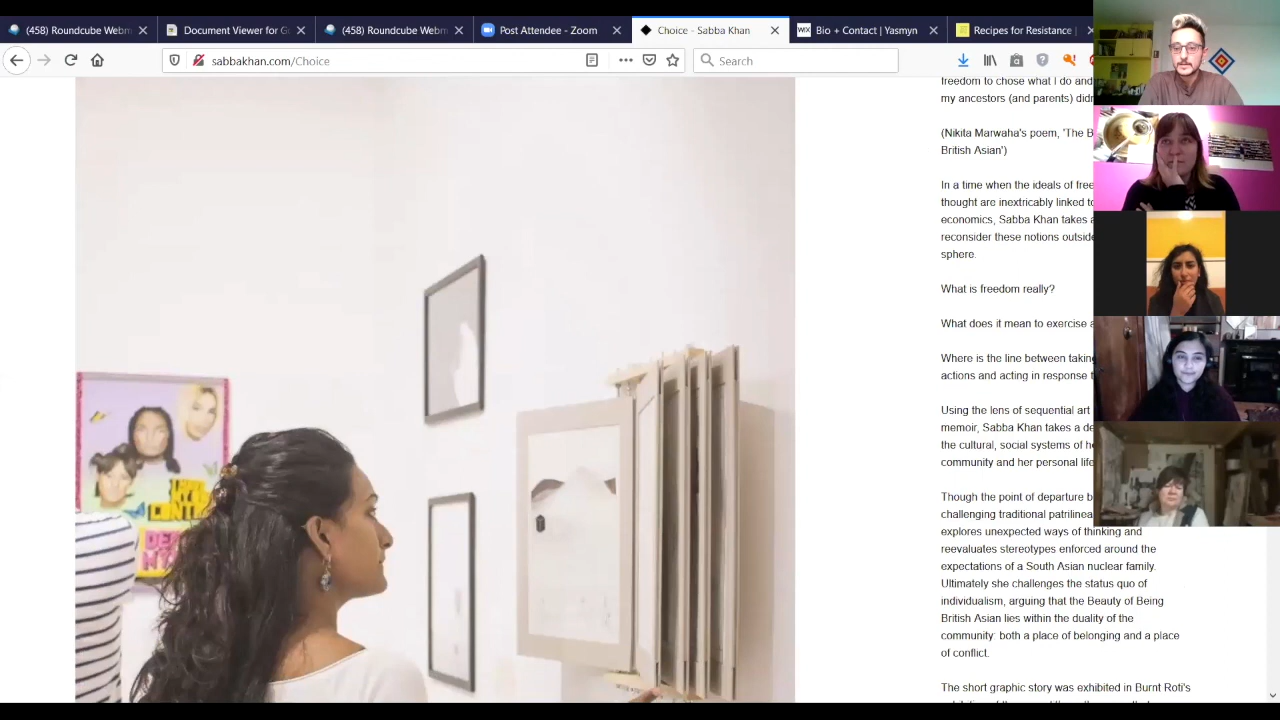 (458) Roundcube Webm
Document Viewer for Go
(458) Roundcube Webm
Post Attendee - Zoom
Choice - Sabba Khan
WIX
Bio + Contact | Yasmyn
Recipes for Resistance |
sabbakhan.com/Choice
Search
freedom to chose what I do and
my ancestors (and parents)
(Nikita Marwaha's poem, 'The
British Asian')
In a time when the ideals of
thought are inextricably linked to
economics, Sabba Khan takes
reconsider these notions outside
sphere.
What is freedom really?
What does it mean to exercise
Where is the line between
actions and acting in response
Using the lens of sequential art
memoir, Sabba Khan takes a
the cultural, social systems of
community and her personal life
Though the point of departure
challenging traditional
explores unexpected ways of thinking and
reevaluates stereotypes enforced around the
expectations of a South Asian nuclear family.
Ultimately she challenges the status quo of
individualism, arguing that the Beauty of Being
British Asian lies within the duality of the
community: both a place of belonging and a place
of conflict.
The short graphic story was exhibited in Burnt Roti's